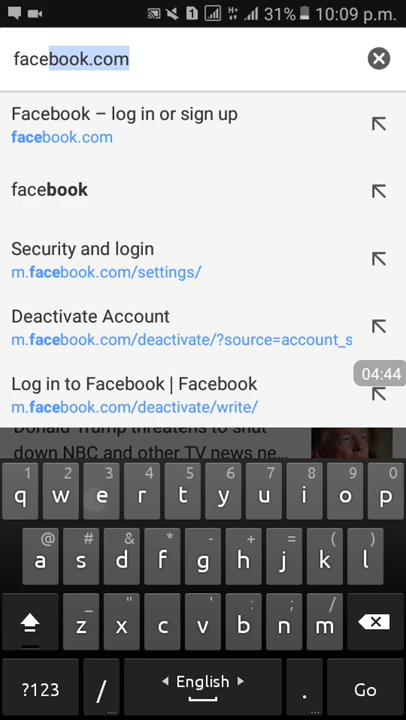 31% 10:09 p.m.
facebook.com
Facebook – log in or sign up
facebook.com
facebook
Security and login
m.facebook.com/settings/
Deactivate Account
m.facebook.com/deactivate/?source=account_s
04:44
Log in to Facebook | Facebook
m.facebook.com/deactivate/write/
Donald Trump threatens to shut
down NBC and other TV news ne...
1 2 3 4 5 6 7 8 9 0
q w e r t y u i o p
@ # & * - + = ( )
a s d f g h j k l
_ " ' : ; /
z x c v b n m
?123 / English . Go